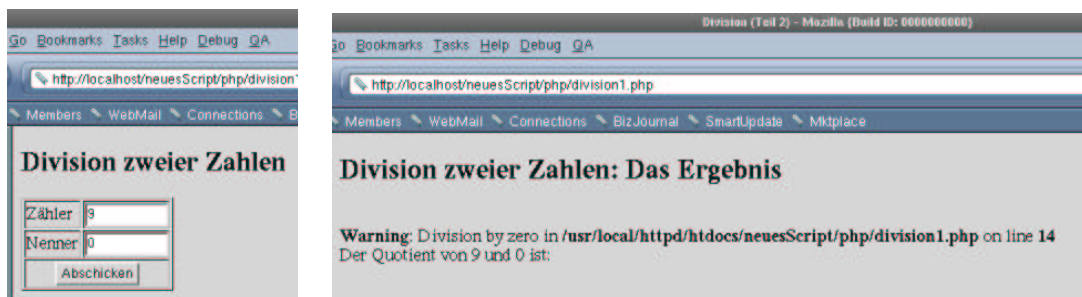 Go Bookmarks Tasks Help Debug QA
http://localhost/neuesScript/php/division
Members WebMail Connections B
Division zweier Zahlen
Zähler 9
Nenner 0
Abschicken
Division (Teil 2) - Mozilla {Build ID: 0000000000}
Go Bookmarks Tasks Help Debug QA
http://localhost/neuesScript/php/division1.php
Members WebMail Connections BizJournal SmartUpdate Mktplace
Division zweier Zahlen: Das Ergebnis
Warning: Division by zero in /usr/local/httpd/htdocs/neuesScript/php/division1.php on line 14
Der Quotient von 9 und 0 ist: